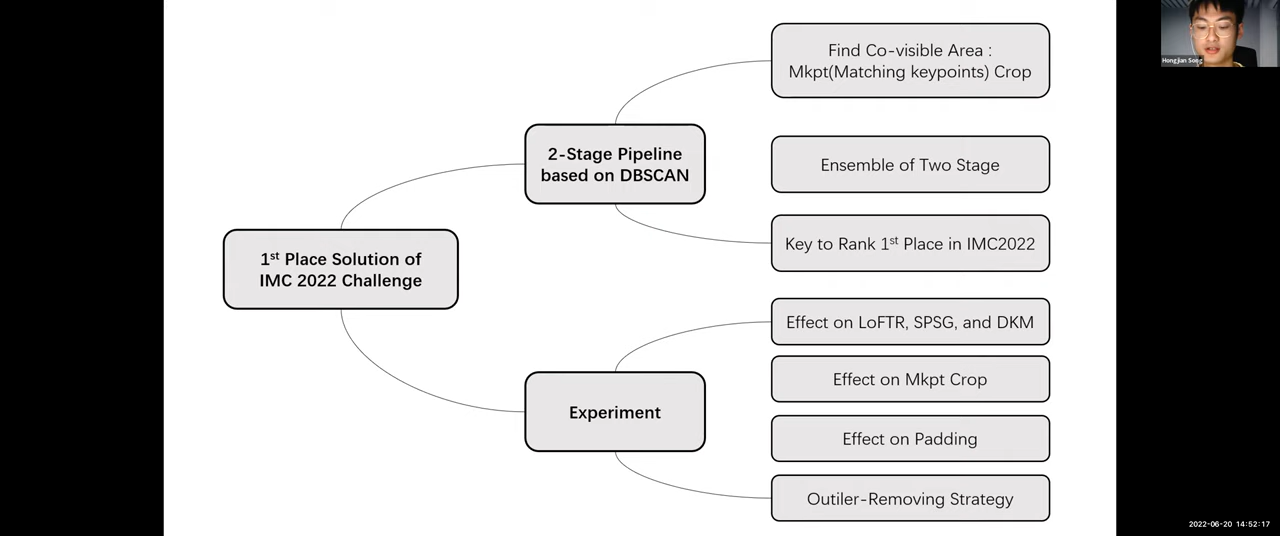 Find Co-visible Area :
Mkpt(Matching keypoints) Crop
2-Stage Pipeline
based on DBSCAN
Ensemble of Two Stage
Key to Rank 1st Place in IMC2022
1st Place Solution of
IMC 2022 Challenge
Effect on LoFTR, SPSG, and DKM
Effect on Mkpt Crop
Experiment
Effect on Padding
Outiler-Removing Strategy
Hongjian Song
2022-06-20 14:52:17